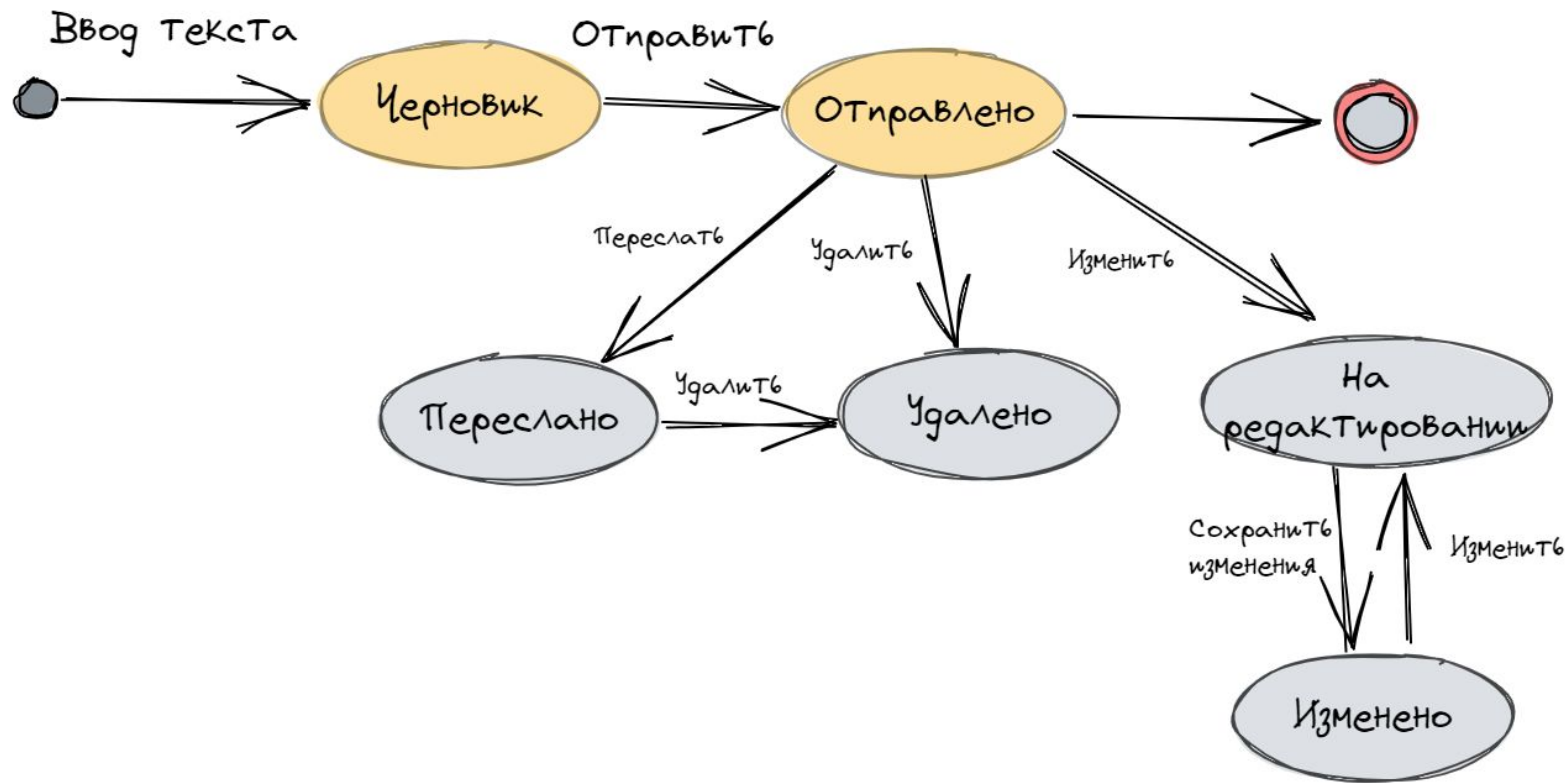 Ввод текста
Отправить
Черновик
Отправлено
Переслать
Удалить
Изменить
Переслано
Удалить
Удалено
На
редактировании
Сохранить
изменения
Изменить
Изменено